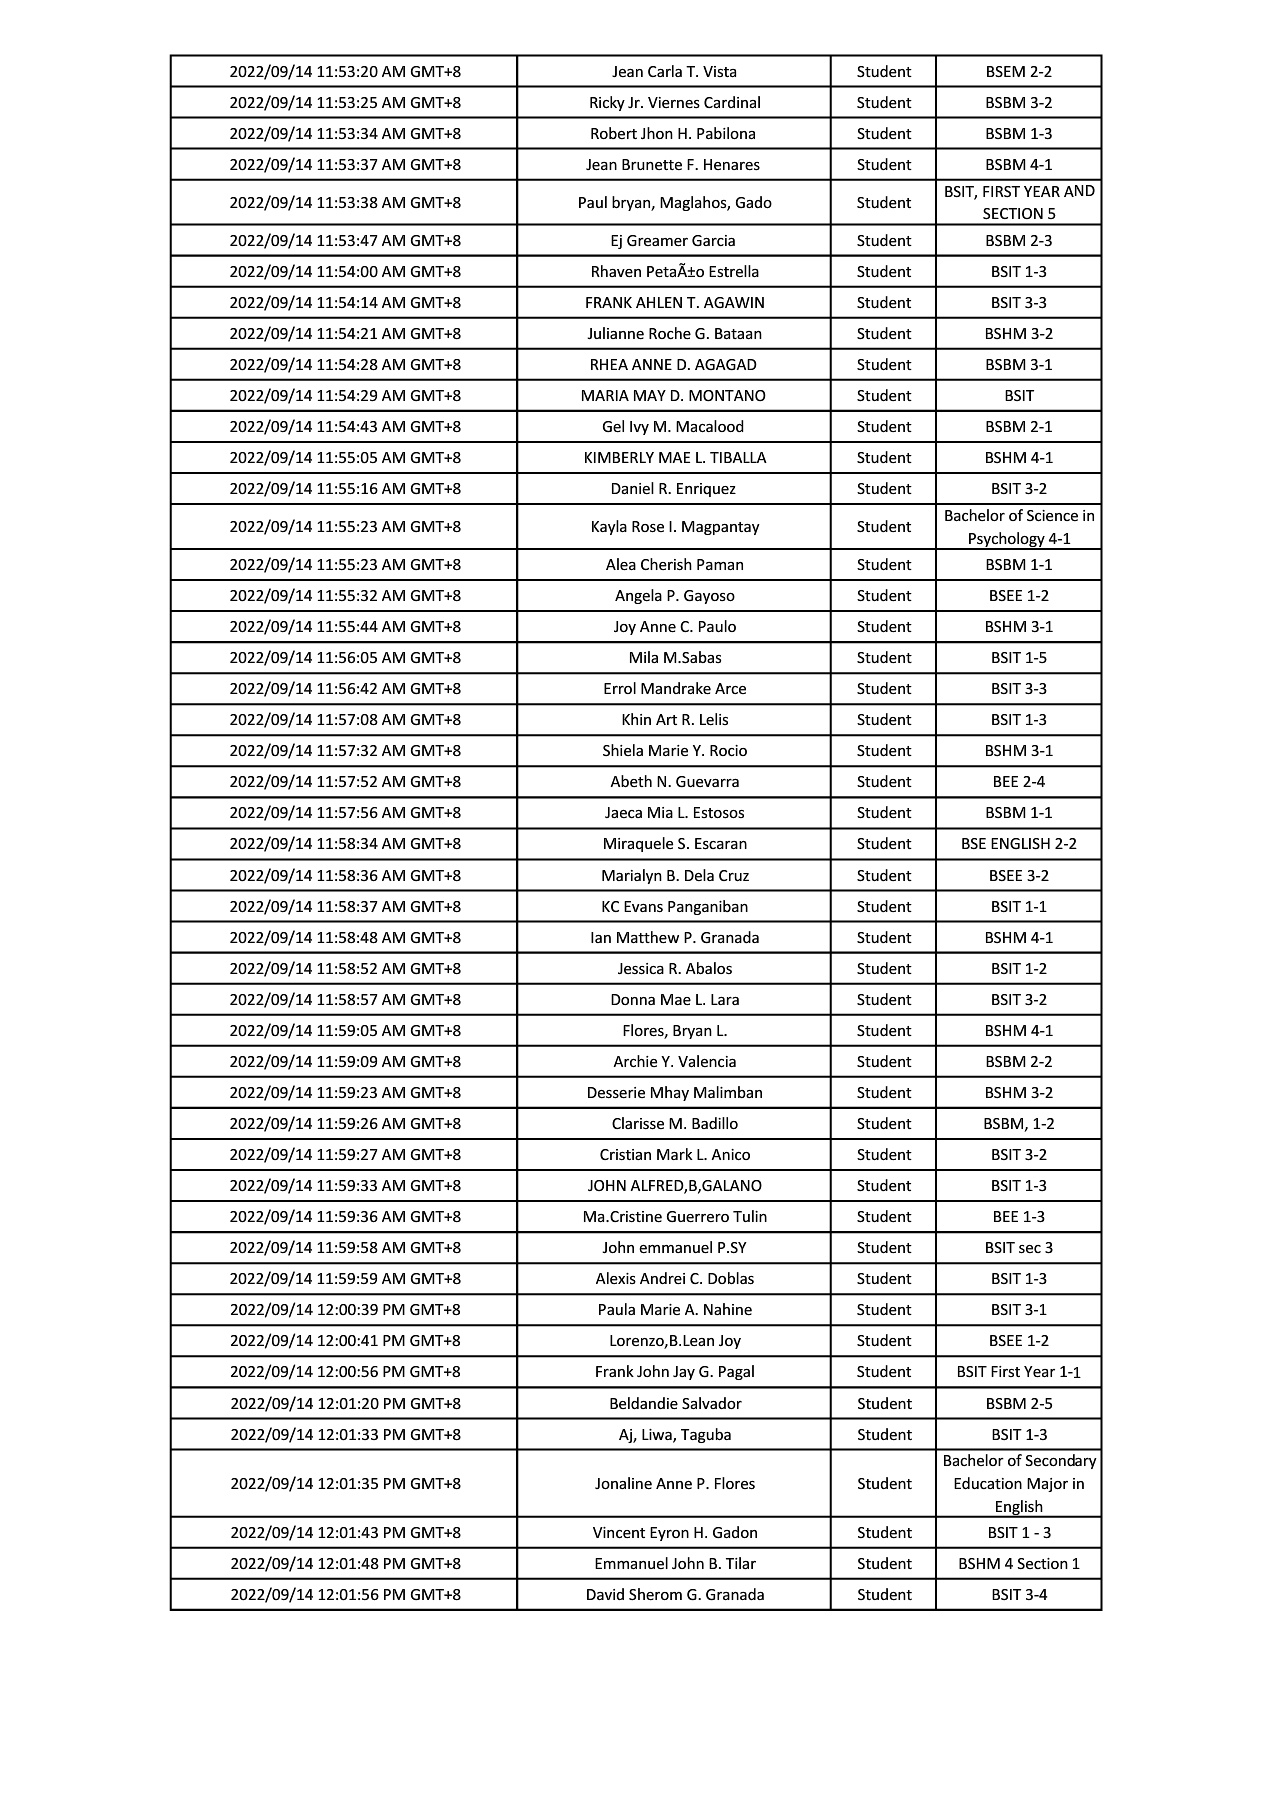 2022/09/14 11:53:20 AM GMT+8 Jean Carla T. Vista Student BSEM 2-2
2022/09/14 11:53:25 AM GMT+8 Ricky Jr. Viernes Cardinal Student BSBM 3-2
2022/09/14 11:53:34 AM GMT+8 Robert Jhon H. Pabilona Student BSBM 1-3
2022/09/14 11:53:37 AM GMT+8 Jean Brunette F. Henares Student BSBM 4-1
2022/09/14 11:53:38 AM GMT+8 Paul bryan, Maglahos, Gado Student BSIT, FIRST YEAR AND
SECTION 5
2022/09/14 11:53:47 AM GMT+8 Ej Greamer Garcia Student BSBM 2-3
2022/09/14 11:54:00 AM GMT+8 Rhaven PetaÃ±o Estrella Student BSIT 1-3
2022/09/14 11:54:14 AM GMT+8 FRANK AHLEN T. AGAWIN Student BSIT 3-3
2022/09/14 11:54:21 AM GMT+8 Julianne Roche G. Bataan Student BSHM 3-2
2022/09/14 11:54:28 AM GMT+8 RHEA ANNE D. AGAGAD Student BSBM 3-1
2022/09/14 11:54:29 AM GMT+8 MARIA MAY D. MONTANO Student BSIT
2022/09/14 11:54:43 AM GMT+8 Gel Ivy M. Macalood Student BSBM 2-1
2022/09/14 11:55:05 AM GMT+8 KIMBERLY MAE L. TIBALLA Student BSHM 4-1
2022/09/14 11:55:16 AM GMT+8 Daniel R. Enriquez Student BSIT 3-2
2022/09/14 11:55:23 AM GMT+8 Kayla Rose I. Magpantay Student Bachelor of Science in
Psychology 4-1
2022/09/14 11:55:23 AM GMT+8 Alea Cherish Paman Student BSBM 1-1
2022/09/14 11:55:32 AM GMT+8 Angela P. Gayoso Student BSEE 1-2
2022/09/14 11:55:44 AM GMT+8 Joy Anne C. Paulo Student BSHM 3-1
2022/09/14 11:56:05 AM GMT+8 Mila M.Sabas Student BSIT 1-5
2022/09/14 11:56:42 AM GMT+8 Errol Mandrake Arce Student BSIT 3-3
2022/09/14 11:57:08 AM GMT+8 Khin Art R. Lelis Student BSIT 1-3
2022/09/14 11:57:32 AM GMT+8 Shiela Marie Y. Rocio Student BSHM 3-1
2022/09/14 11:57:52 AM GMT+8 Abeth N. Guevarra Student BEE 2-4
2022/09/14 11:57:56 AM GMT+8 Jaeca Mia L. Estosos Student BSBM 1-1
2022/09/14 11:58:34 AM GMT+8 Miraquele S. Escaran Student BSE ENGLISH 2-2
2022/09/14 11:58:36 AM GMT+8 Marialyn B. Dela Cruz Student BSEE 3-2
2022/09/14 11:58:37 AM GMT+8 KC Evans Panganiban Student BSIT 1-1
2022/09/14 11:58:48 AM GMT+8 Ian Matthew P. Granada Student BSHM 4-1
2022/09/14 11:58:52 AM GMT+8 Jessica R. Abalos Student BSIT 1-2
2022/09/14 11:58:57 AM GMT+8 Donna Mae L. Lara Student BSIT 3-2
2022/09/14 11:59:05 AM GMT+8 Flores, Bryan L. Student BSHM 4-1
2022/09/14 11:59:09 AM GMT+8 Archie Y. Valencia Student BSBM 2-2
2022/09/14 11:59:23 AM GMT+8 Desserie Mhay Malimban Student BSHM 3-2
2022/09/14 11:59:26 AM GMT+8 Clarisse M. Badillo Student BSBM, 1-2
2022/09/14 11:59:27 AM GMT+8 Cristian Mark L. Anico Student BSIT 3-2
2022/09/14 11:59:33 AM GMT+8 JOHN ALFRED,B,GALANO Student BSIT 1-3
2022/09/14 11:59:36 AM GMT+8 Ma.Cristine Guerrero Tulin Student BEE 1-3
2022/09/14 11:59:58 AM GMT+8 John emmanuel P.SY Student BSIT sec 3
2022/09/14 11:59:59 AM GMT+8 Alexis Andrei C. Doblas Student BSIT 1-3
2022/09/14 12:00:39 PM GMT+8 Paula Marie A. Nahine Student BSIT 3-1
2022/09/14 12:00:41 PM GMT+8 Lorenzo,B.Lean Joy Student BSEE 1-2
2022/09/14 12:00:56 PM GMT+8 Frank John Jay G. Pagal Student BSIT First Year 1-1
2022/09/14 12:01:20 PM GMT+8 Beldandie Salvador Student BSBM 2-5
2022/09/14 12:01:33 PM GMT+8 Aj, Liwa, Taguba Student BSIT 1-3
2022/09/14 12:01:35 PM GMT+8 Jonaline Anne P. Flores Student Bachelor of Secondary
Education Major in
English
2022/09/14 12:01:43 PM GMT+8 Vincent Eyron H. Gadon Student BSIT 1 - 3
2022/09/14 12:01:48 PM GMT+8 Emmanuel John B. Tilar Student BSHM 4 Section 1
2022/09/14 12:01:56 PM GMT+8 David Sherom G. Granada Student BSIT 3-4